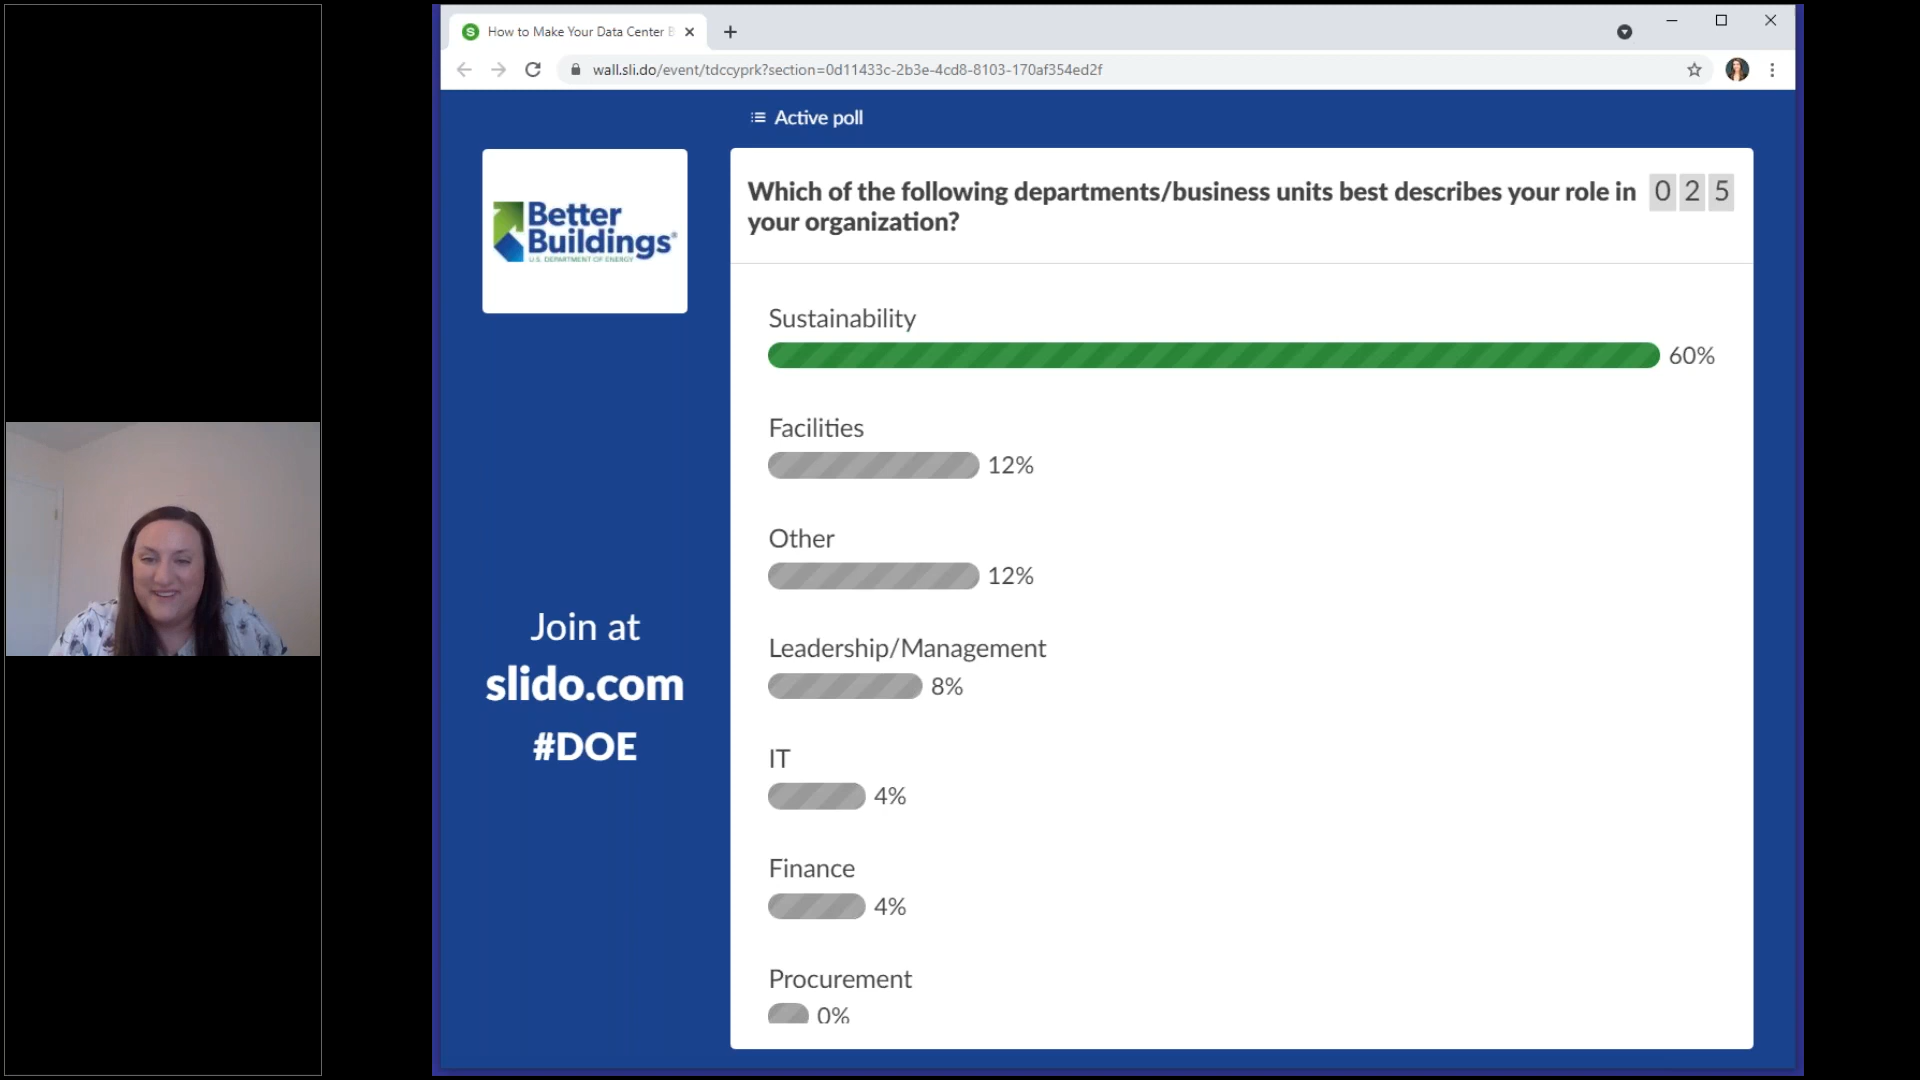 How to Make Your Data Center B
wall.sli.do/event/tdccyprk?section=0d11433c-2b3e-4cd8-8103-170af354ed2f
Active poll
Better
Buildings®
U.S. DEPARTMENT OF ENERGY
Join at
slido.com
#DOE
Which of the following departments/business units best describes your role in
your organization?
0 2 5
Sustainability
60%
Facilities
12%
Other
12%
Leadership/Management
8%
IT
4%
Finance
4%
Procurement
0%